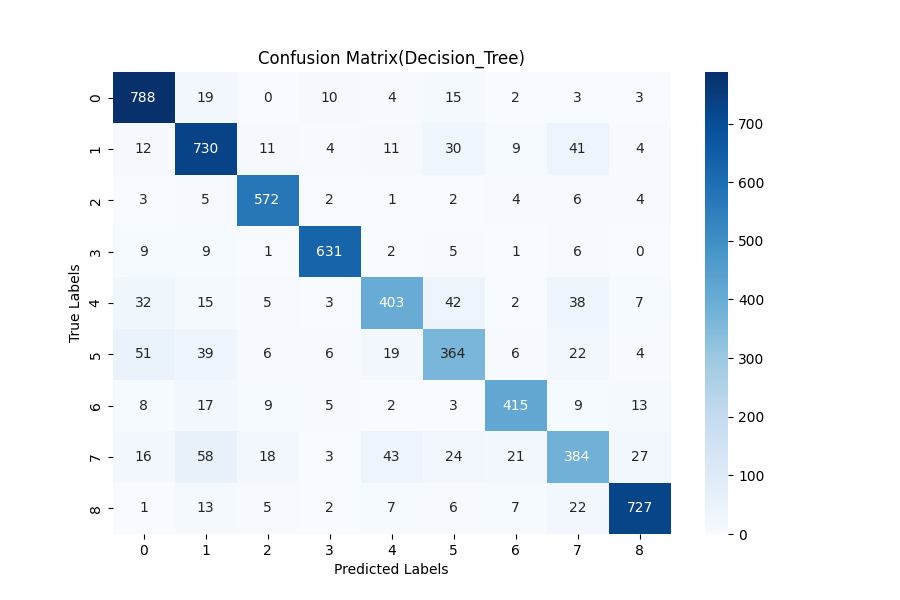 Confusion Matrix(Decision_Tree)
0 788 19 0 10 4 15 2 3 3
1 12 730 11 4 11 30 9 41 4
2 3 5 572 2 1 2 4 6 4
3 9 9 1 631 2 5 1 6 0
4 32 15 5 3 403 42 2 38 7
5 51 39 6 6 19 364 6 22 4
6 8 17 9 5 2 3 415 9 13
7 16 58 18 3 43 24 21 384 27
8 1 13 5 2 7 6 7 22 727
0 1 2 3 4 5 6 7 8
True Labels
Predicted Labels
700
600
500
400
300
200
100
0